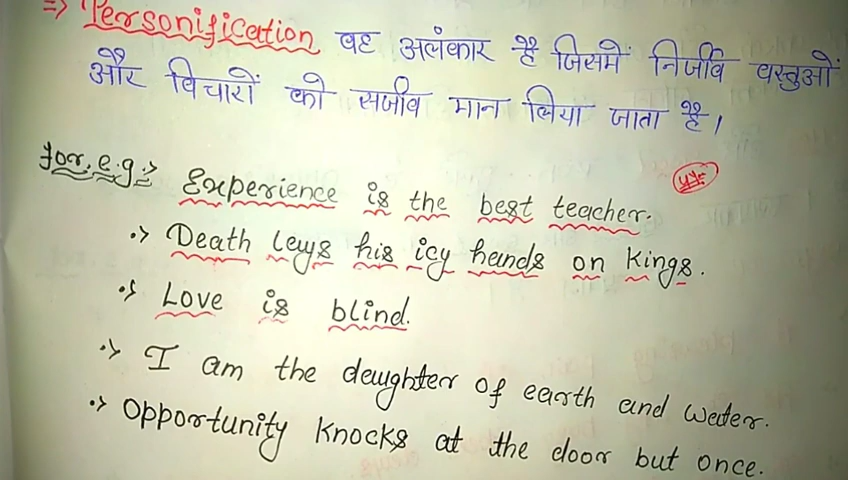 ⇒ Personification वह अलंकार है जिसमें निर्जीव वस्तुओं
और विचारों को सजीव मान लिया जाता है।
for. e.g:> Experience is the best teacher.
•> Death lays his icy hands on kings.
•> Love is blind.
•> I am the daughter of earth and water.
•> Opportunity knocks at the door but once.